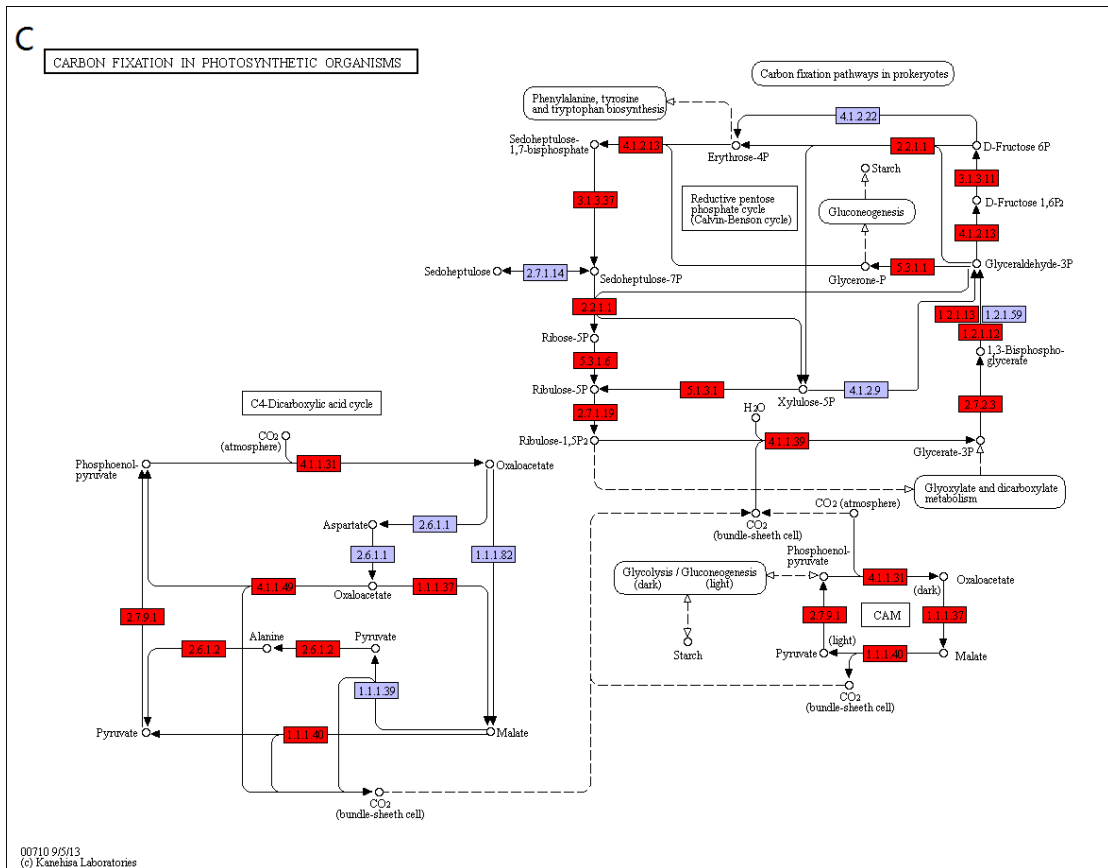 C
CARBON FIXATION IN PHOTOSYNTHETIC ORGANISMS
Carbon fixation pathways in prokaryotes
Phenylalanine, tyrosine
and tryptophan biosynthesis
4.1.2.22
Sedoheptulose-
1,7-bisphosphate
4.1.2.13
Erythrose-4P
2.2.1.1
D-Fructose 6P
Starch
3.1.3.11
3.1.3.37
Reductive pentose
phosphate cycle
(Calvin-Benson cycle)
Gluconeogenesis
D-Fructose 1,6P2
4.1.2.13
Sedoheptulose
2.7.1.14
Sedoheptulose-7P
Glycerone-P
5.3.1.1
Glyceraldehyde-3P
2.2.1.1
1.2.1.13
1.2.1.59
1.2.1.12
Ribose-5P
1,3-Bisphospho-
glycerate
5.3.1.6
Ribulose-5P
5.1.3.1
Xylulose-5P
4.1.2.9
2.7.1.19
2.7.2.3
H2O
Ribulose-1,5P2
4.1.1.39
Glycerate-3P
Glyoxylate and dicarboxylate
metabolism
C4-Dicarboxylic acid cycle
CO2
(atmosphere)
Phosphoenol-
pyruvate
4.1.1.31
Oxaloacetate
Aspartate
2.6.1.1
2.6.1.1
1.1.1.82
4.1.1.49
Oxaloacetate
1.1.1.37
2.7.9.1
Alanine
Pyruvate
2.6.1.2
2.6.1.2
1.1.1.39
Pyruvate
1.1.1.40
Malate
CO2
(bundle-sheeth cell)
CO2 (atmosphere)
CO2
(bundle-sheeth cell)
Phosphoenol-
pyruvate
Glycolysis / Gluconeogenesis
(dark) (light)
4.1.1.31
(dark)
Oxaloacetate
2.7.9.1
CAM
1.1.1.37
Starch
Pyruvate
(light)
1.1.1.40
Malate
CO2
(bundle-sheeth cell)
00710 9/5/13
(c) Kanehisa Laboratories